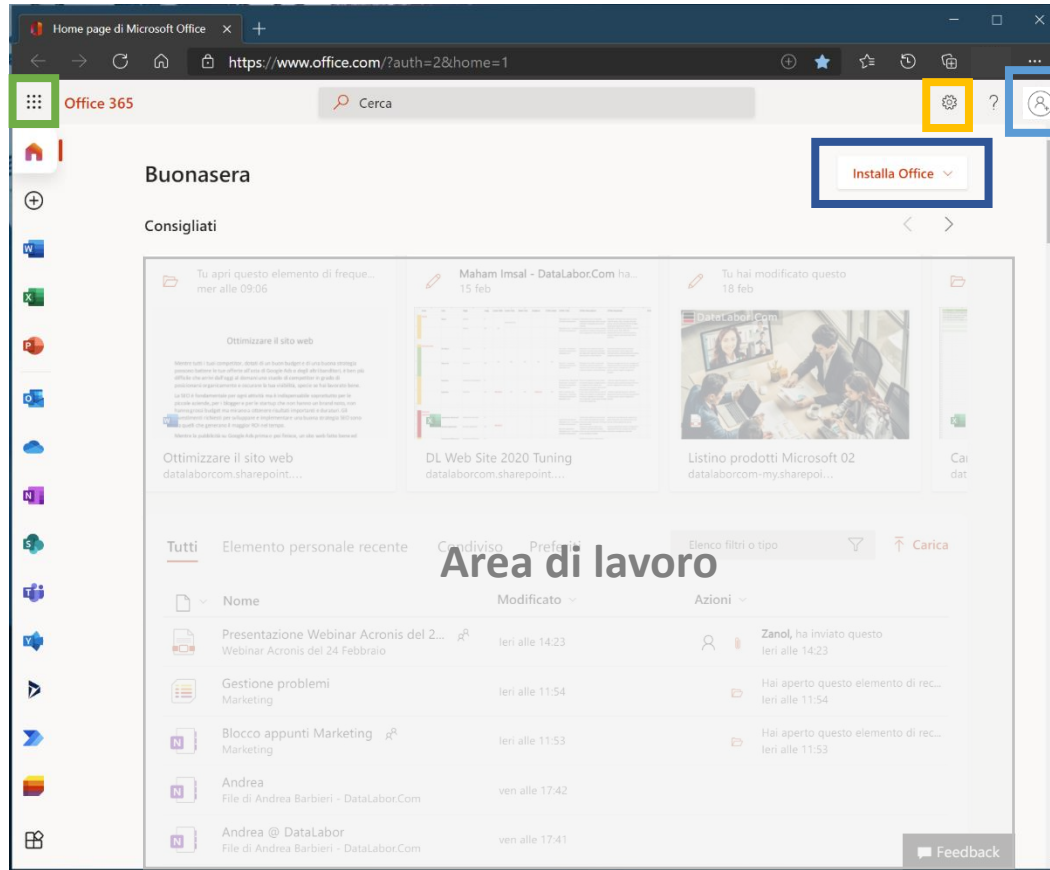 Home page di Microsoft Office
https://www.office.com/?auth=2&home=1
Office 365
Cerca
?
Buonasera
Installa Office
Consigliati
Tu apri questo elemento di freque...
mer alle 09:06
Maham Imsal - DataLabor.Com ha...
15 feb
Tu hai modificato questo
18 feb
Ottimizzare il sito web
DataLabor.Com
Ottimizzare il sito web
datalaborcom.sharepoint....
DL Web Site 2020 Tuning
datalaborcom.sharepoint....
Listino prodotti Microsoft 02
datalaborcom-my.sharepoi...
Tutti Elemento personale recente Condiviso Preferiti Elenco filtri o tipo Carica
Area di lavoro
Nome Modificato Azioni
Presentazione Webinar Acronis del 2...
Webinar Acronis del 24 Febbraio
Ieri alle 14:23
Zanol, ha inviato questo
Ieri alle 14:23
Gestione problemi
Marketing
Ieri alle 11:54
Hai aperto questo elemento di rec...
Ieri alle 11:54
Blocco appunti Marketing
Marketing
Ieri alle 11:53
Hai aperto questo elemento di rec...
Ieri alle 11:53
Andrea
File di Andrea Barbieri - DataLabor.Com
ven alle 17:42
Andrea @ DataLabor
File di Andrea Barbieri - DataLabor.Com
ven alle 17:41
Feedback